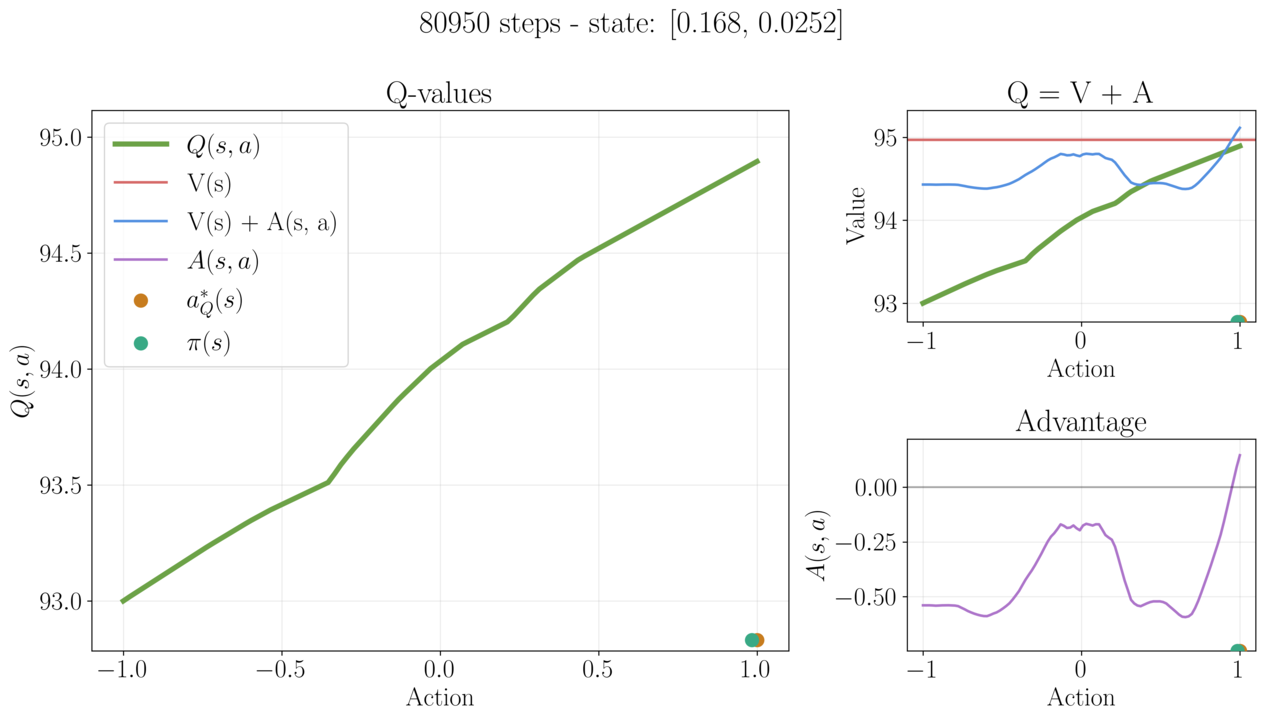 80950 steps - state: [0.168, 0.0252]
Q-values
Q(s, a)
V(s)
V(s) + A(s, a)
A(s, a)
a*Q(s)
π(s)
Q(s, a)
95.0
94.5
94.0
93.5
93.0
−1.0
−0.5
0.0
0.5
1.0
Action
Q = V + A
Value
95
94
93
−1
0
1
Action
Advantage
A(s, a)
0.00
−0.25
−0.50
−1
0
1
Action